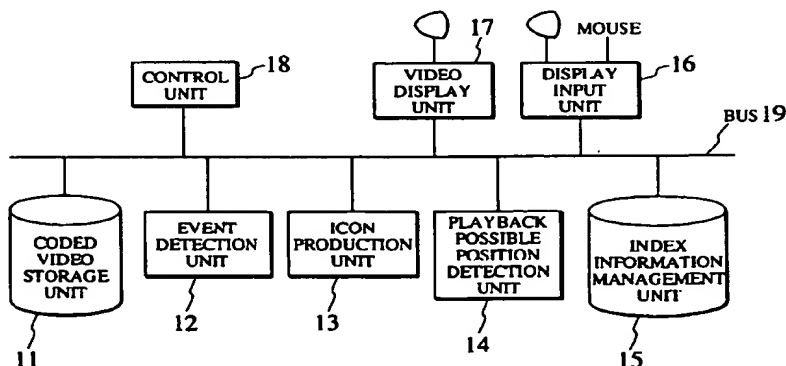 17
MOUSE
CONTROL
UNIT
18
VIDEO
DISPLAY
UNIT
DISPLAY
INPUT
UNIT
16
BUS 19
CODED
VIDEO
STORAGE
UNIT
EVENT
DETECTION
UNIT
ICON
PRODUCTION
UNIT
PLAYBACK
POSSIBLE
POSITION
DETECTION
UNIT
INDEX
INFORMATION
MANAGEMENT
UNIT
11
12
13
14
15